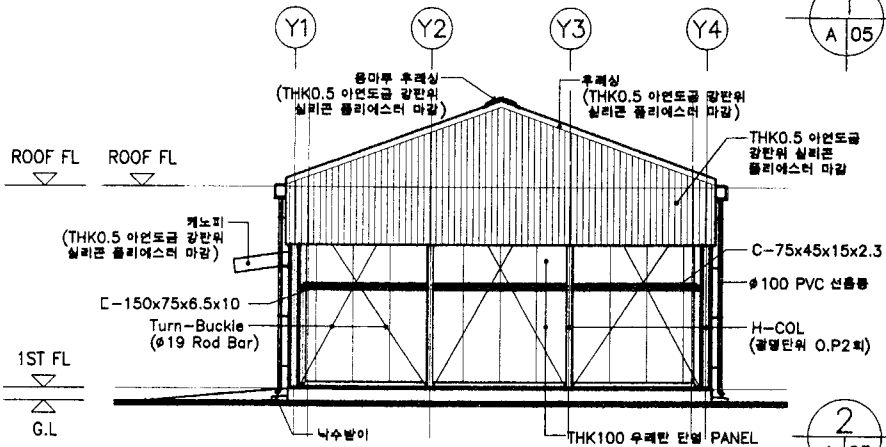 Y1 Y2 Y3 Y4
A 05
용마루 후레싱
(THK0.5 아연도금 강판위
실리콘 폴리에스터 마감)
후레싱
(THK0.5 아연도금 강판위
실리콘 폴리에스터 마감)
THK0.5 아연도금
강판위 실리콘
폴리에스터 마감
ROOF FL ROOF FL
캐노피
(THK0.5 아연도금 강판위
실리콘 폴리에스터 마감)
C-75x45x15x2.3
ø100 PVC 선홈통
C-150x75x6.5x10
Turn-Buckle
(ø19 Rod Bar)
H-COL
(광명단위 O.P2회)
1ST FL
G.L
낙수받이
THK100 우레탄 단열 PANEL
2